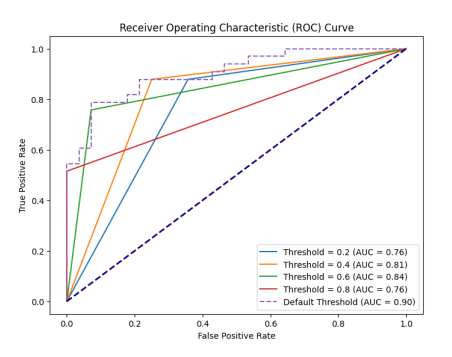 Receiver Operating Characteristic (ROC) Curve
1.0
0.8
0.6
0.4
0.2
0.0
True Positive Rate
0.0
0.2
0.4
0.6
0.8
1.0
False Positive Rate
Threshold = 0.2 (AUC = 0.76)
Threshold = 0.4 (AUC = 0.81)
Threshold = 0.6 (AUC = 0.84)
Threshold = 0.8 (AUC = 0.76)
Default Threshold (AUC = 0.90)